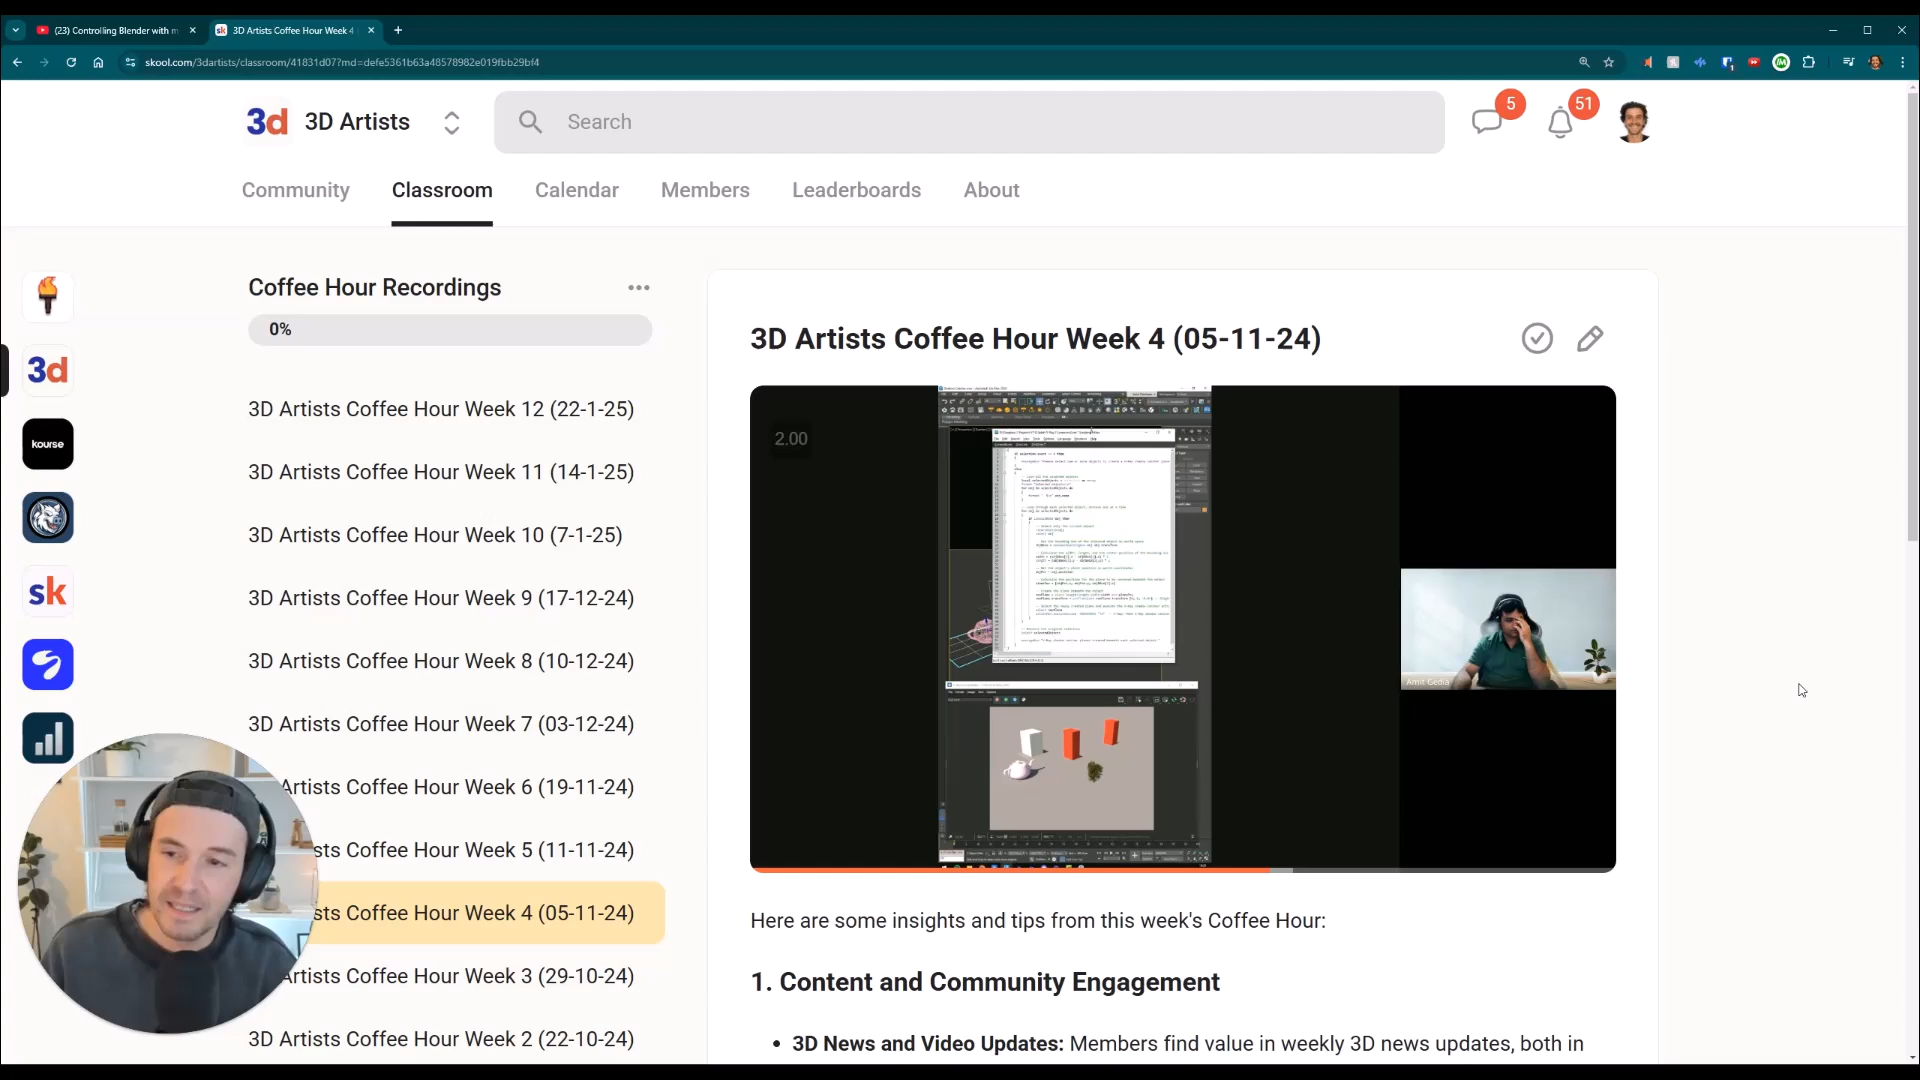 (23) Controlling Blender with m
sk 3D Artists Coffee Hour Week 4
skool.com/3dartists/classroom/41831d07?md=defe5361b63a48578982e019fbb29bf4
3d 3D Artists
Search
5
51
Community
Classroom
Calendar
Members
Leaderboards
About
Coffee Hour Recordings
0%
3d
kourse
sk
3D Artists Coffee Hour Week 12 (22-1-25)
3D Artists Coffee Hour Week 11 (14-1-25)
3D Artists Coffee Hour Week 10 (7-1-25)
3D Artists Coffee Hour Week 9 (17-12-24)
3D Artists Coffee Hour Week 8 (10-12-24)
3D Artists Coffee Hour Week 7 (03-12-24)
Artists Coffee Hour Week 6 (19-11-24)
sts Coffee Hour Week 5 (11-11-24)
sts Coffee Hour Week 4 (05-11-24)
Artists Coffee Hour Week 3 (29-10-24)
3D Artists Coffee Hour Week 2 (22-10-24)
3D Artists Coffee Hour Week 4 (05-11-24)
2.00
Amit Gedia
Here are some insights and tips from this week's Coffee Hour:
1. Content and Community Engagement
• 3D News and Video Updates: Members find value in weekly 3D news updates, both in